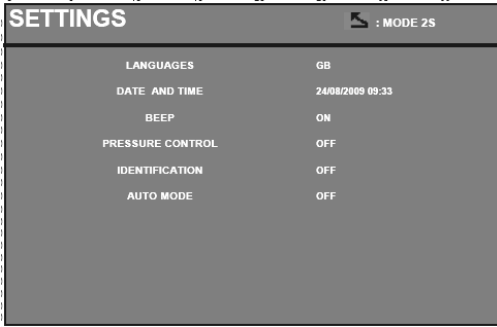 SETTINGS : MODE 2S
LANGUAGES GB
DATE AND TIME 24/08/2009 09:33
BEEP ON
PRESSURE CONTROL OFF
IDENTIFICATION OFF
AUTO MODE OFF